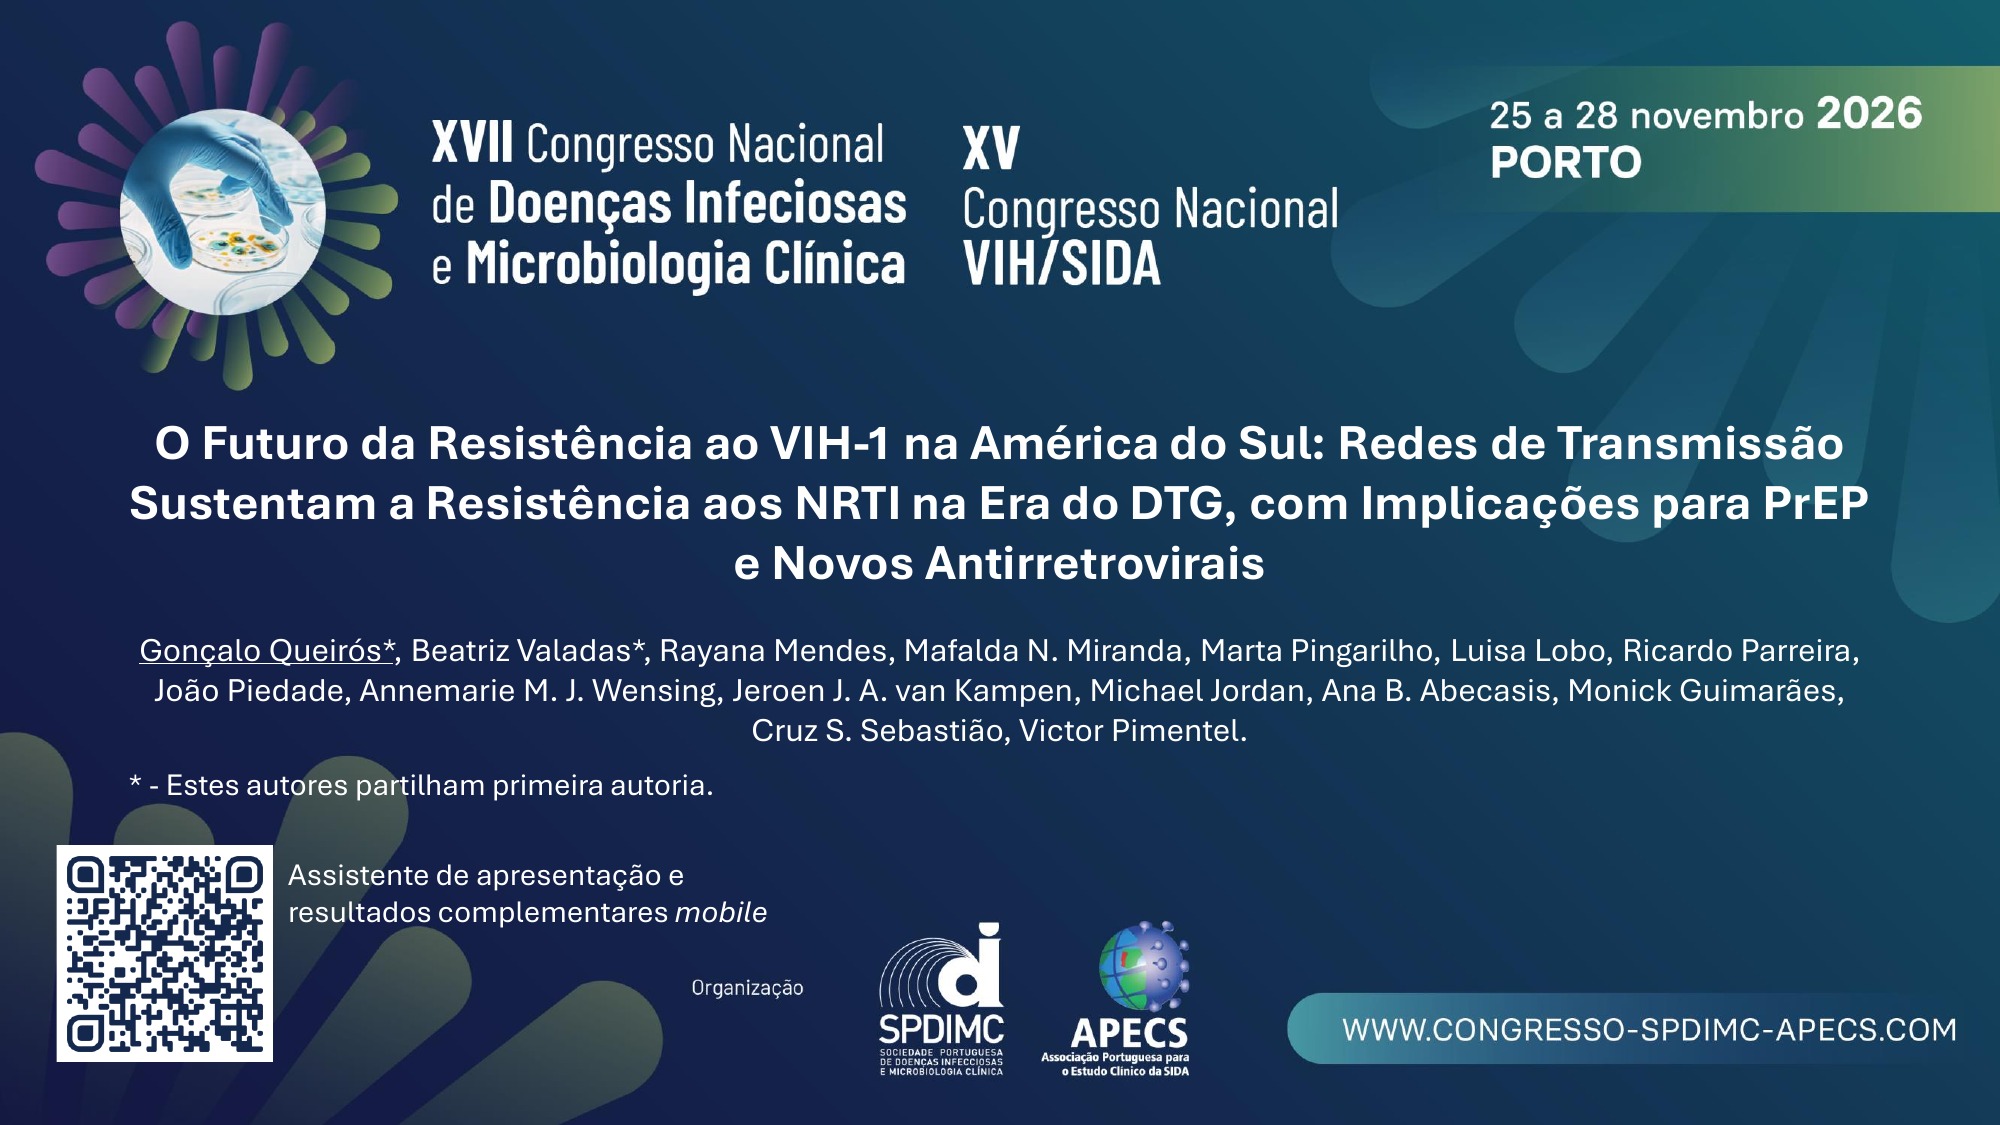 XVII Congresso Nacional
de Doenças Infeciosas
e Microbiologia Clínica
XV
Congresso Nacional
VIH/SIDA
25 a 28 novembro 2026
PORTO
O Futuro da Resistência ao VIH-1 na América do Sul: Redes de Transmissão
Sustentam a Resistência aos NRTI na Era do DTG, com Implicações para PrEP
e Novos Antirretrovirais
Gonçalo Queirós*, Beatriz Valadas*, Rayana Mendes, Mafalda N. Miranda, Marta Pingarilho, Luisa Lobo, Ricardo Parreira,
João Piedade, Annemarie M. J. Wensing, Jeroen J. A. van Kampen, Michael Jordan, Ana B. Abecasis, Monick Guimarães,
Cruz S. Sebastião, Victor Pimentel.
* - Estes autores partilham primeira autoria.
Assistente de apresentação e
resultados complementares mobile
Organização
di
SPDIMC
SOCIEDADE PORTUGUESA
DE DOENÇAS INFECCIOSAS
E MICROBIOLOGIA CLÍNICA
APECS
Associação Portuguesa para
o Estudo Clínico da SIDA
WWW.CONGRESSO-SPDIMC-APECS.COM